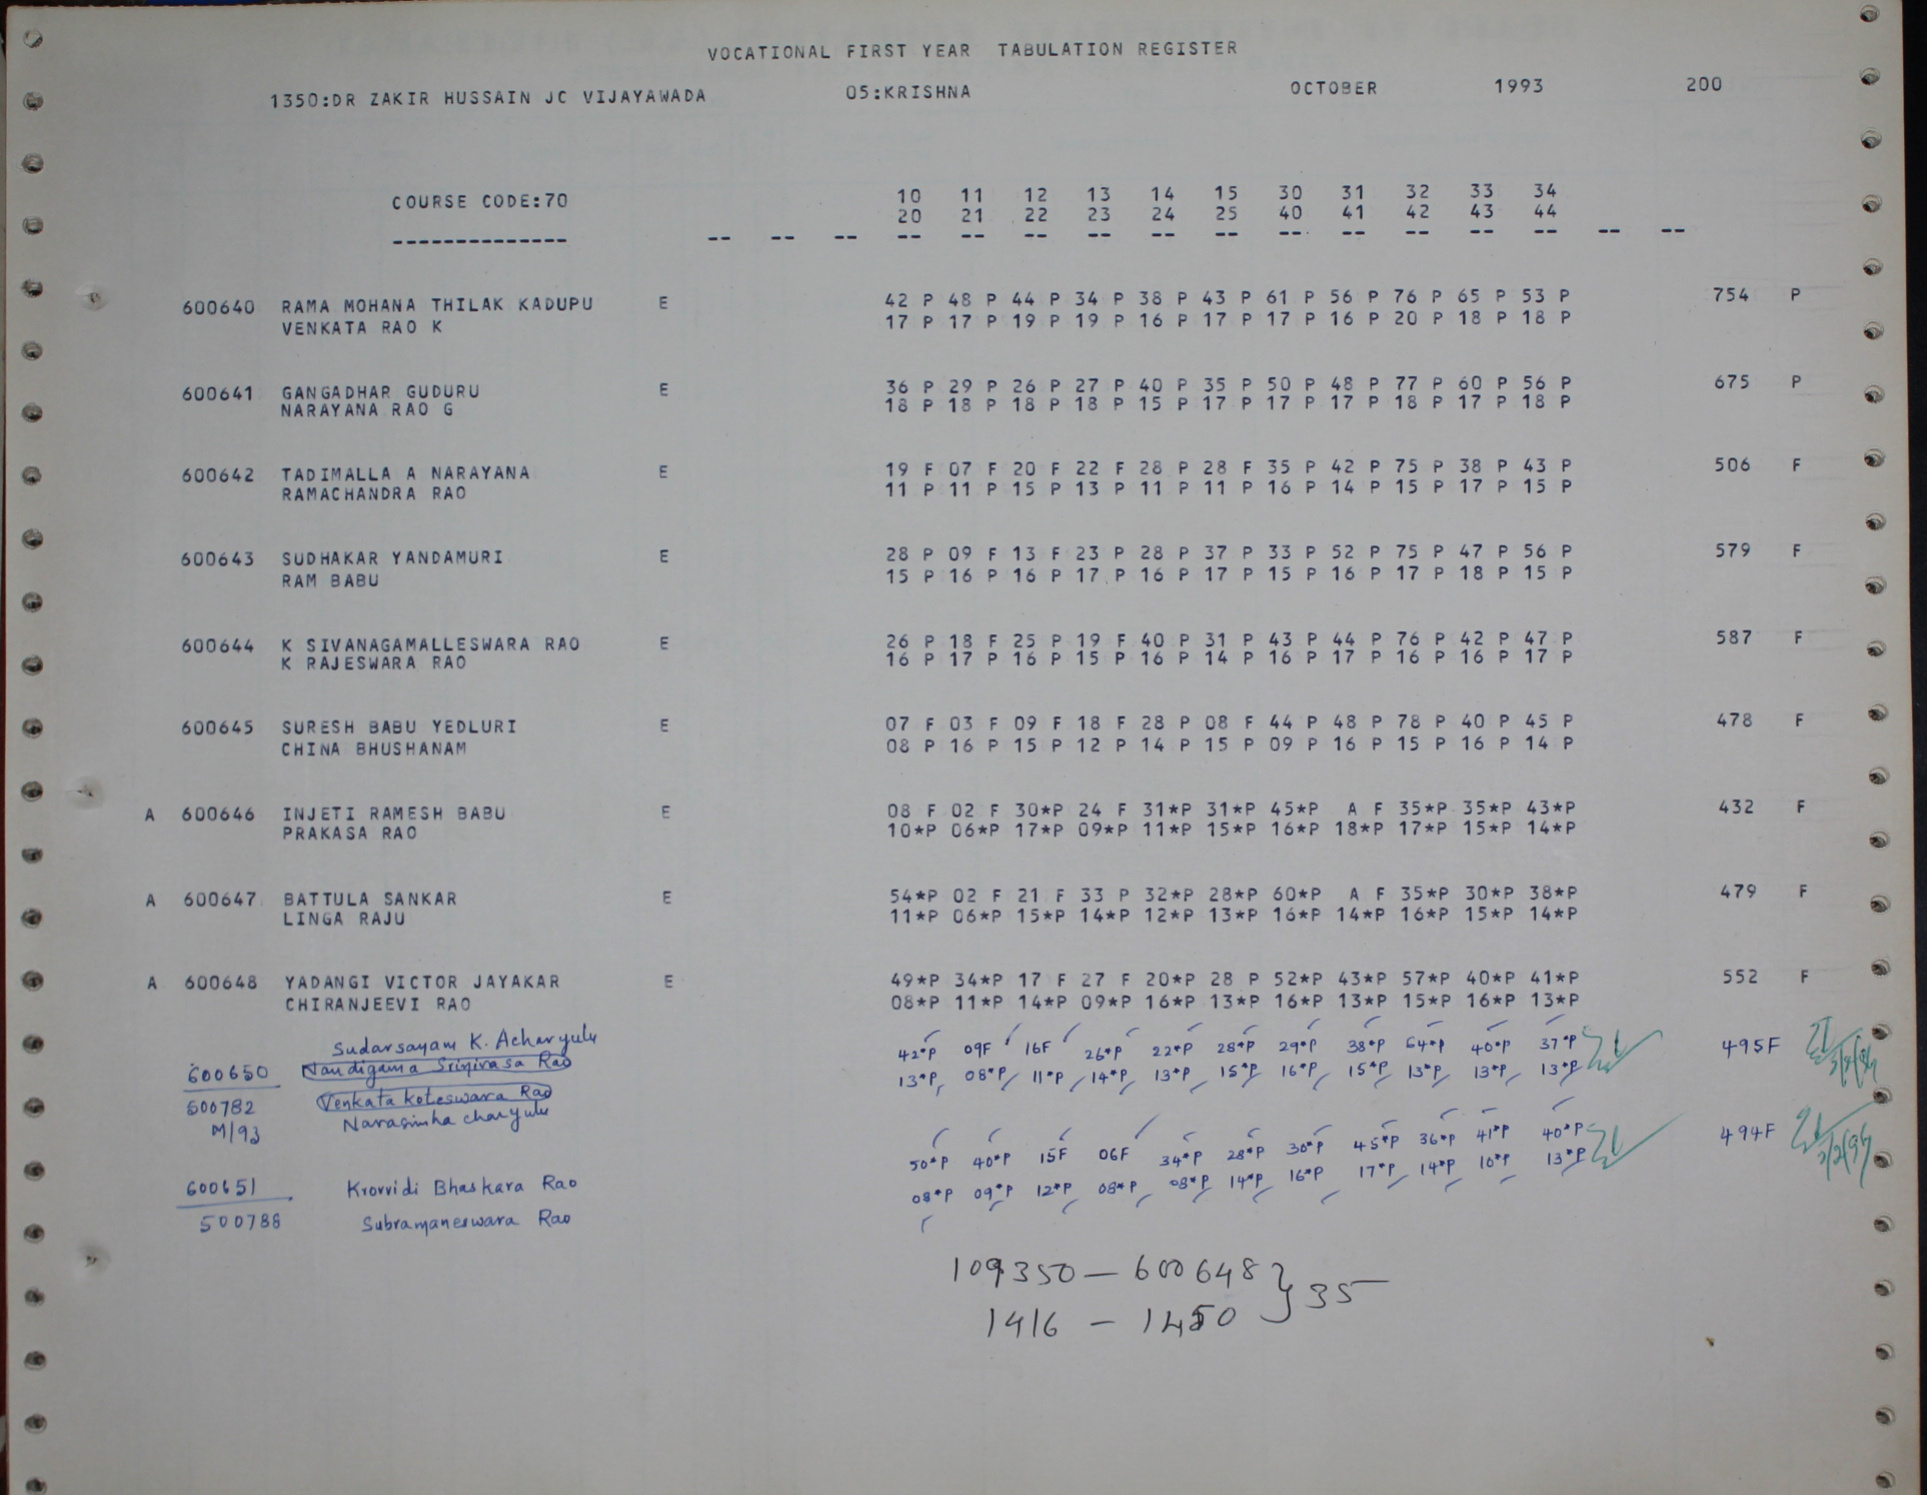 VOCATIONAL FIRST YEAR TABULATION REGISTER
1350:DR ZAKIR HUSSAIN JC VIJAYAWADA 05:KRISHNA OCTOBER 1993 200
COURSE CODE:70 10 11 12 13 14 15 30 31 32 33 34
20 21 22 23 24 25 40 41 42 43 44
-------------- -- -- -- -- -- -- -- -- -- -- -- -- -- -- -- --
600640 RAMA MOHANA THILAK KADUPU E 42 P 48 P 44 P 34 P 38 P 43 P 61 P 56 P 76 P 65 P 53 P 754 P
VENKATA RAO K 17 P 17 P 19 P 19 P 16 P 17 P 17 P 16 P 20 P 18 P 18 P
600641 GANGADHAR GUDURU E 36 P 29 P 26 P 27 P 40 P 35 P 50 P 48 P 77 P 60 P 56 P 675 P
NARAYANA RAO G 18 P 18 P 18 P 18 P 15 P 17 P 17 P 17 P 18 P 17 P 18 P
600642 TADIMALLA A NARAYANA E 19 F 07 F 20 F 22 F 28 P 28 F 35 P 42 P 75 P 38 P 43 P 506 F
RAMACHANDRA RAO 11 P 11 P 15 P 13 P 11 P 11 P 16 P 14 P 15 P 17 P 15 P
600643 SUDHAKAR YANDAMURI E 28 P 09 F 13 F 23 P 28 P 37 P 33 P 52 P 75 P 47 P 56 P 579 F
RAM BABU 15 P 16 P 16 P 17 P 16 P 17 P 15 P 16 P 17 P 18 P 15 P
600644 K SIVANAGAMALLESWARA RAO E 26 P 18 F 25 P 19 F 40 P 31 P 43 P 44 P 76 P 42 P 47 P 587 F
K RAJESWARA RAO 16 P 17 P 16 P 15 P 16 P 14 P 16 P 17 P 16 P 16 P 17 P
600645 SURESH BABU YEDLURI E 07 F 03 F 09 F 18 F 28 P 08 F 44 P 48 P 78 P 40 P 45 P 478 F
CHINA BHUSHANAM 08 P 16 P 15 P 12 P 14 P 15 P 09 P 16 P 15 P 16 P 14 P
A 600646 INJETI RAMESH BABU E 08 F 02 F 30*P 24 F 31*P 31*P 45*P A F 35*P 35*P 43*P 432 F
PRAKASA RAO 10*P 06*P 17*P 09*P 11*P 15*P 16*P 18*P 17*P 15*P 14*P
A 600647 BATTULA SANKAR E 54*P 02 F 21 F 33 P 32*P 28*P 60*P A F 35*P 30*P 38*P 479 F
LINGA RAJU 11*P 06*P 15*P 14*P 12*P 13*P 16*P 14*P 16*P 15*P 14*P
A 600648 YADANGI VICTOR JAYAKAR E 49*P 34*P 17 F 27 F 20*P 28 P 52*P 43*P 57*P 40*P 41*P 552 F
CHIRANJEEVI RAO 08*P 11*P 14*P 09*P 16*P 13*P 16*P 13*P 15*P 16*P 13*P
Sudarsayam K. Acharyulu 42*P 09F 16F 26*P 22*P 28*P 29*P 38*P 64*P 40*P 37*P 495F
600650 Nandigama Srinivasa Rao 13*P 08*P 11*P 14*P 13*P 15*P 16*P 15*P 13*P 13*P 13*P
500782 Venkata Koteswara Rao
M/93 Narasimha charyulu
50*P 40*P 15F 06F 34*P 28*P 30*P 45*P 36*P 41*P 40*P 494F
600651 Krovvidi Bhaskara Rao 08*P 09*P 12*P 08*P 08*P 14*P 16*P 17*P 14*P 10*P 13*P
500788 Subramaneswara Rao
109350 — 600648 } 35
1416 — 1450